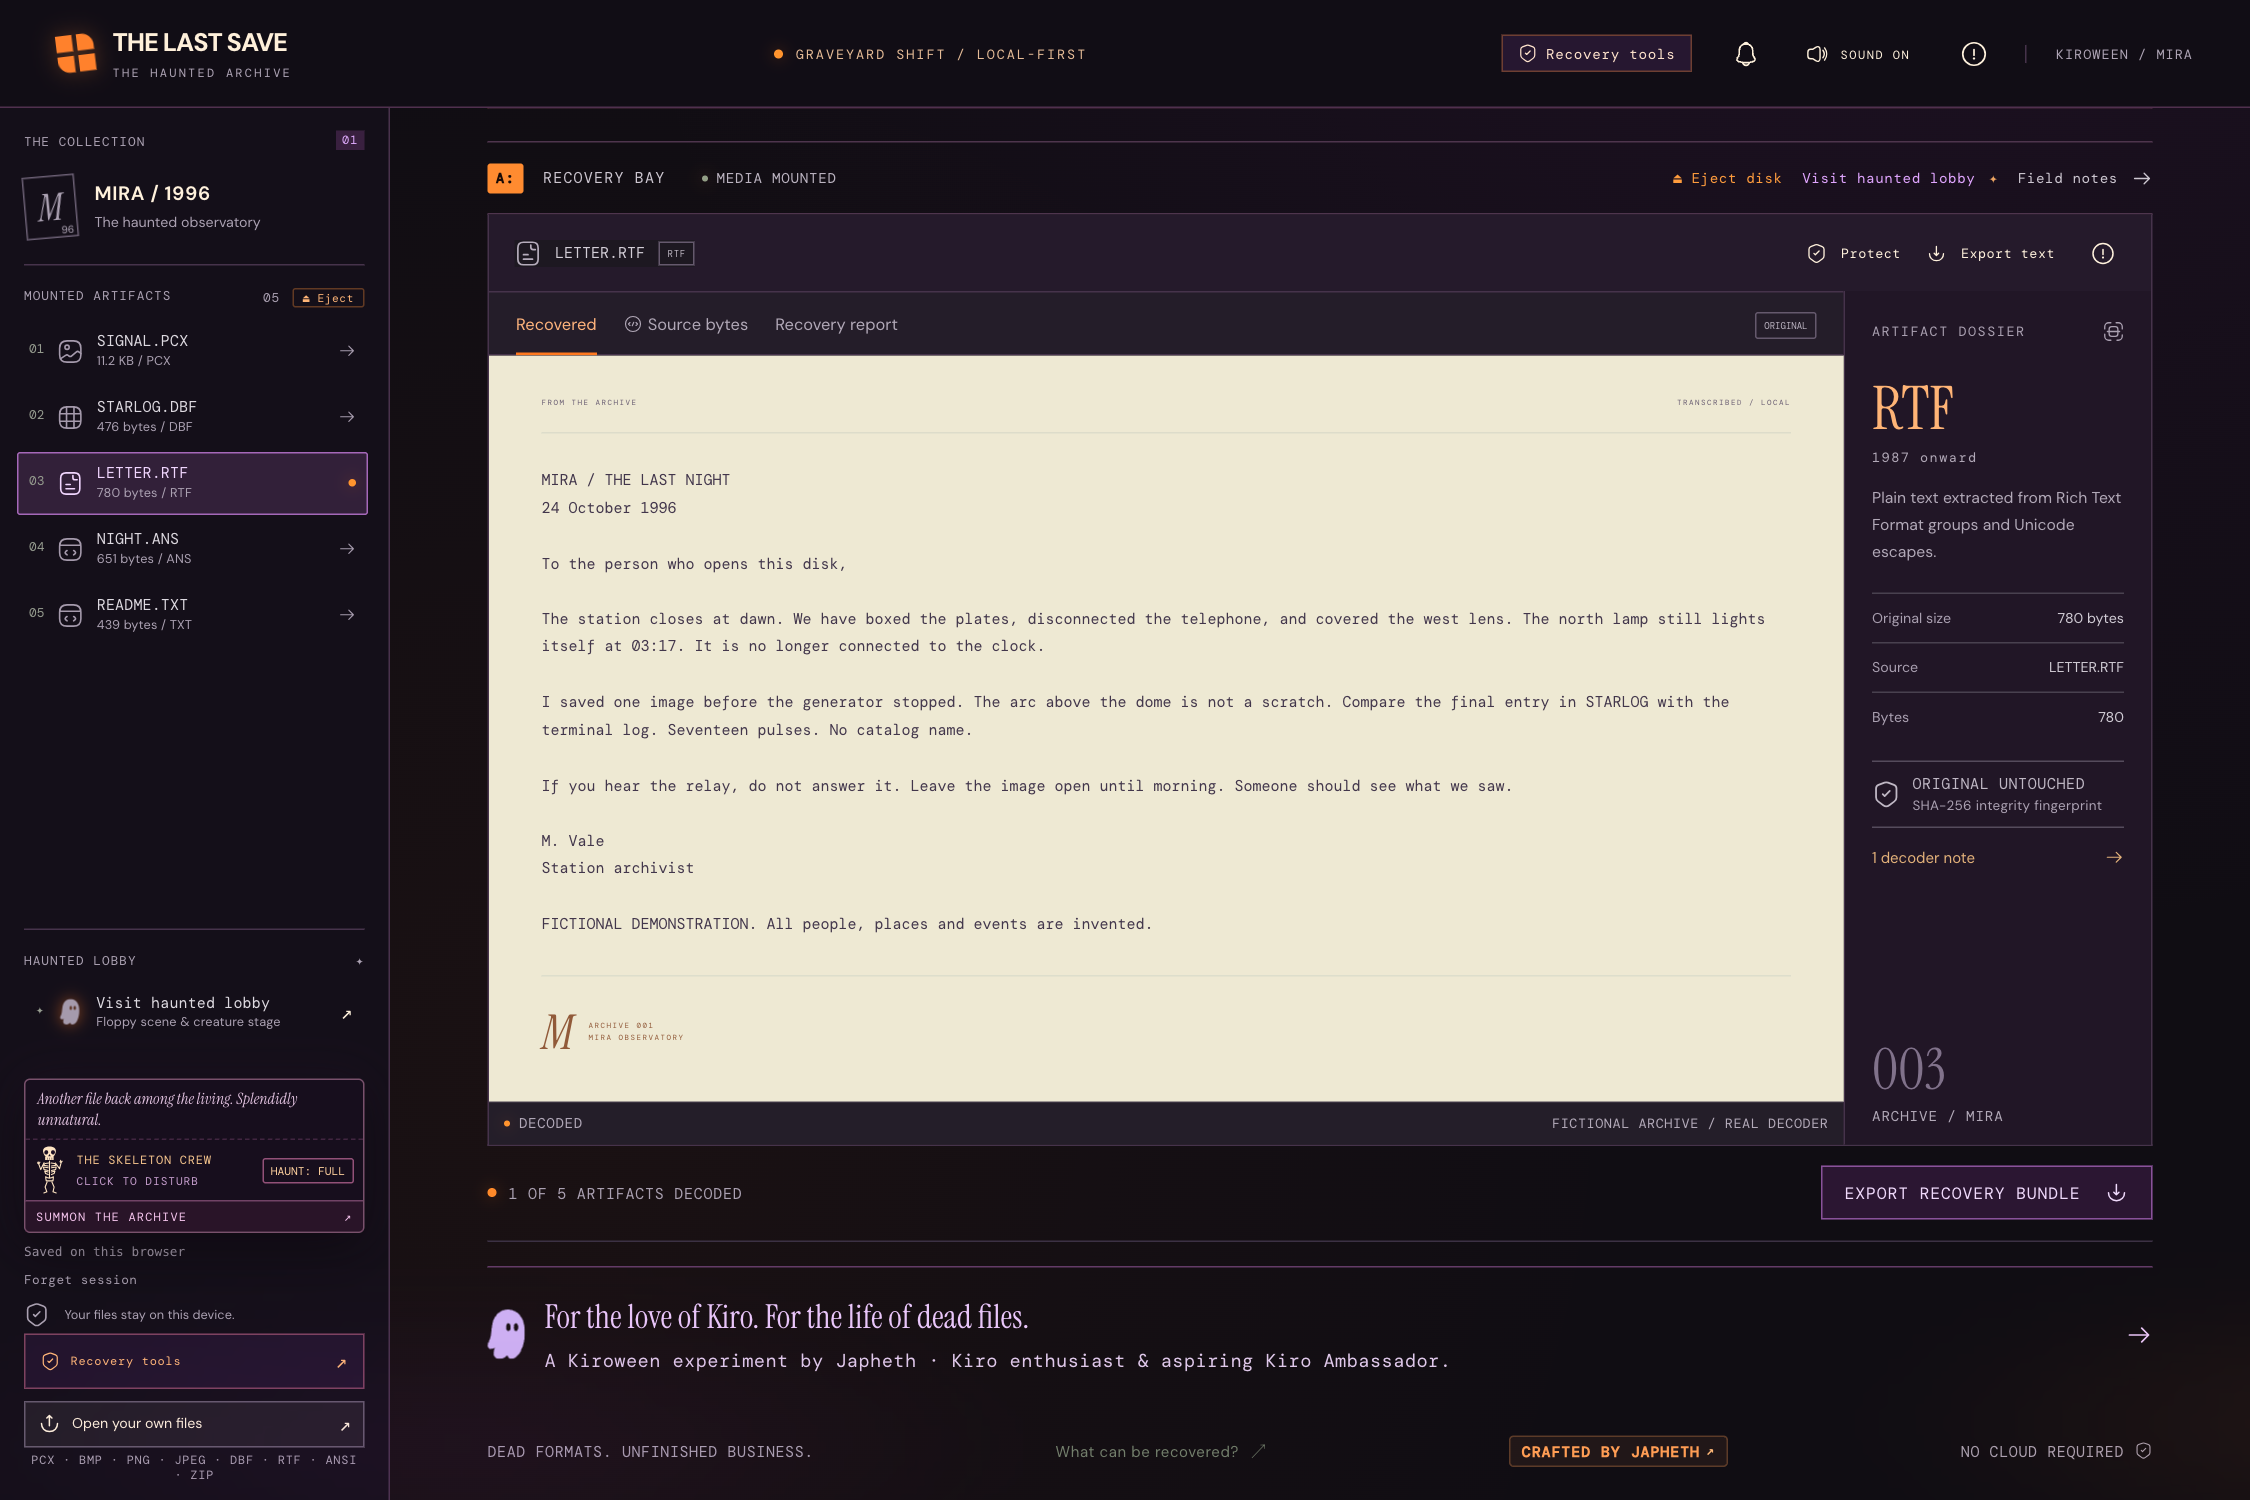 THE LAST SAVE
THE HAUNTED ARCHIVE
GRAVEYARD SHIFT / LOCAL-FIRST
Recovery tools
SOUND ON
KIROWEEN / MIRA
THE COLLECTION
01
M
96
MIRA / 1996
The haunted observatory
MOUNTED ARTIFACTS
05
⏏ Eject
01
SIGNAL.PCX
11.2 KB / PCX
02
STARLOG.DBF
476 bytes / DBF
03
LETTER.RTF
780 bytes / RTF
04
NIGHT.ANS
651 bytes / ANS
05
README.TXT
439 bytes / TXT
HAUNTED LOBBY
Visit haunted lobby
Floppy scene & creature stage
Another file back among the living. Splendidly
unnatural.
THE SKELETON CREW
CLICK TO DISTURB
HAUNT: FULL
SUMMON THE ARCHIVE ↗
Saved on this browser
Forget session
Your files stay on this device.
Recovery tools ↗
Open your own files ↗
PCX · BMP · PNG · JPEG · DBF · RTF · ANSI
· ZIP
A: RECOVERY BAY
MEDIA MOUNTED
⏏ Eject disk
Visit haunted lobby ✦
Field notes →
LETTER.RTF
RTF
Protect
Export text
Recovered
Source bytes
Recovery report
ORIGINAL
FROM THE ARCHIVE
TRANSCRIBED / LOCAL
MIRA / THE LAST NIGHT
24 October 1996
To the person who opens this disk,
The station closes at dawn. We have boxed the plates, disconnected the telephone, and covered the west lens. The north lamp still lights
itself at 03:17. It is no longer connected to the clock.
I saved one image before the generator stopped. The arc above the dome is not a scratch. Compare the final entry in STARLOG with the
terminal log. Seventeen pulses. No catalog name.
If you hear the relay, do not answer it. Leave the image open until morning. Someone should see what we saw.
M. Vale
Station archivist
FICTIONAL DEMONSTRATION. All people, places and events are invented.
M
ARCHIVE 001
MIRA OBSERVATORY
DECODED
FICTIONAL ARCHIVE / REAL DECODER
ARTIFACT DOSSIER
RTF
1987 onward
Plain text extracted from Rich Text
Format groups and Unicode
escapes.
Original size 780 bytes
Source LETTER.RTF
Bytes 780
ORIGINAL UNTOUCHED
SHA-256 integrity fingerprint
1 decoder note →
003
ARCHIVE / MIRA
1 OF 5 ARTIFACTS DECODED
EXPORT RECOVERY BUNDLE
For the love of Kiro. For the life of dead files.
A Kiroween experiment by Japheth · Kiro enthusiast & aspiring Kiro Ambassador.
DEAD FORMATS. UNFINISHED BUSINESS.
What can be recovered? ↗
CRAFTED BY JAPHETH ↗
NO CLOUD REQUIRED